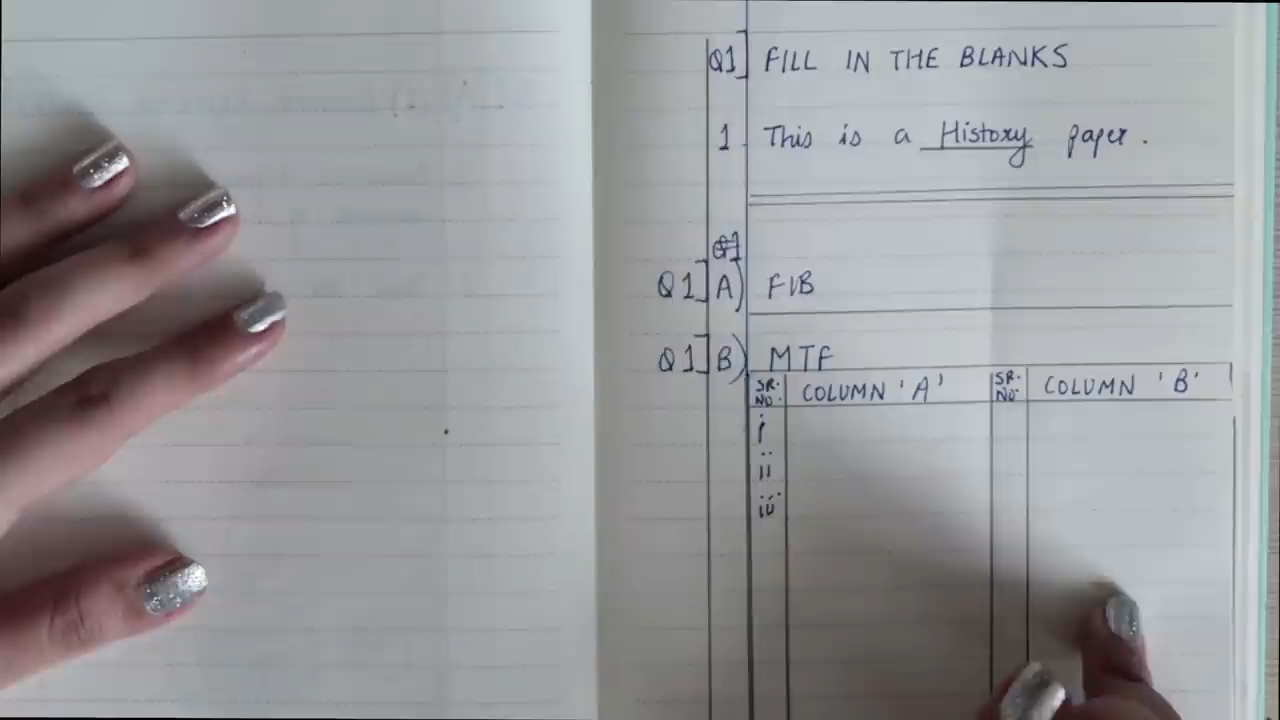 Q1] FILL IN THE BLANKS
1 This is a History paper.
Q1
Q1] A) FIB
Q1] B) MTF
SR. NO. COLUMN 'A' SR. NO. COLUMN 'B'
i
ii
iii